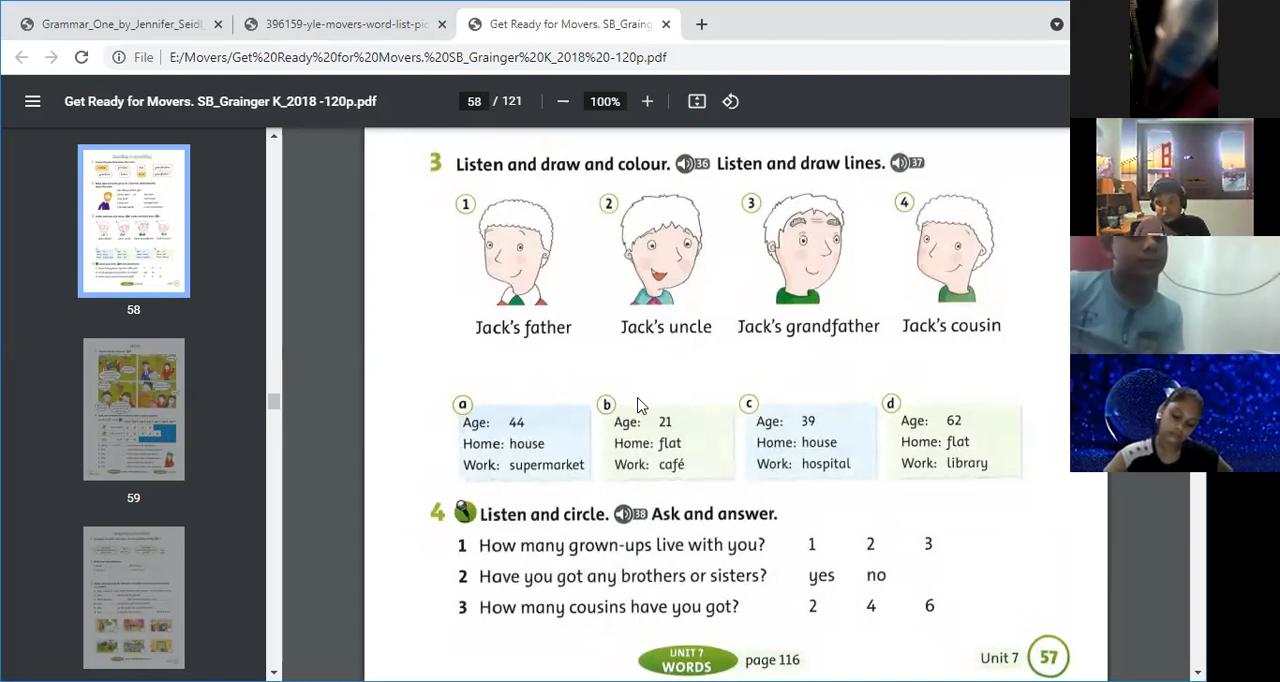 Grammar_One_by_Jennifer_Seidl_
396159-yle-movers-word-list-pic
Get Ready for Movers. SB_Graing
File E:/Movers/Get%20Ready%20for%20Movers.%20SB_Grainger%20K_2018%20-120p.pdf
Get Ready for Movers. SB_Grainger K_2018 -120p.pdf
58 / 121
100%
58
59
3 Listen and draw and colour. 36 Listen and draw lines. 37
1 2 3 4
Jack's father Jack's uncle Jack's grandfather Jack's cousin
a
Age: 44
Home: house
Work: supermarket
b
Age: 21
Home: flat
Work: café
c
Age: 39
Home: house
Work: hospital
d
Age: 62
Home: flat
Work: library
4 Listen and circle. 38 Ask and answer.
1 How many grown-ups live with you? 1 2 3
2 Have you got any brothers or sisters? yes no
3 How many cousins have you got? 2 4 6
UNIT 7
WORDS
page 116
Unit 7 57